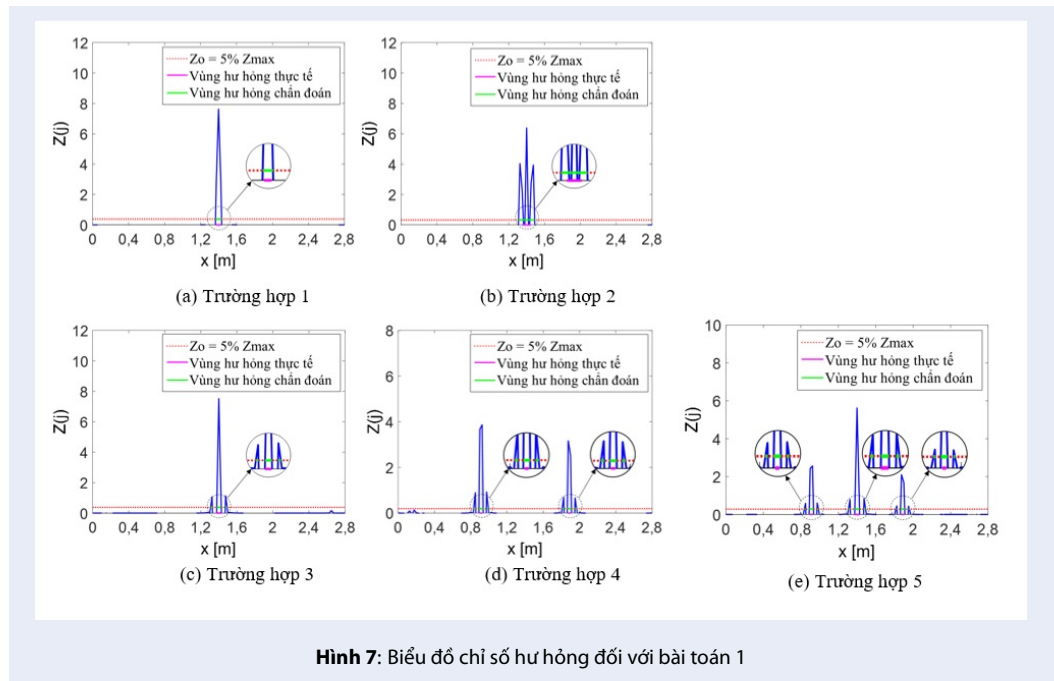 12
10
8
6
4
2
0
Z(j)
Zo = 5% Zmax
Vùng hư hỏng thực tế
Vùng hư hỏng chẩn đoán
0 0,4 0,8 1,2 1,6 2 2,4 2,8
x [m]
(a) Trường hợp 1
12
10
8
6
4
2
0
Z(j)
Zo = 5% Zmax
Vùng hư hỏng thực tế
Vùng hư hỏng chẩn đoán
0 0,4 0,8 1,2 1,6 2 2,4 2,8
x [m]
(b) Trường hợp 2
12
10
8
6
4
2
0
Z(j)
Zo = 5% Zmax
Vùng hư hỏng thực tế
Vùng hư hỏng chẩn đoán
0 0,4 0,8 1,2 1,6 2 2,4 2,8
x [m]
(c) Trường hợp 3
8
6
4
2
0
Z(j)
Zo = 5% Zmax
Vùng hư hỏng thực tế
Vùng hư hỏng chẩn đoán
0 0,4 0,8 1,2 1,6 2 2,4 2,8
x [m]
(d) Trường hợp 4
10
8
6
4
2
0
Z(j)
Zo = 5% Zmax
Vùng hư hỏng thực tế
Vùng hư hỏng chẩn đoán
0 0,4 0,8 1,2 1,6 2 2,4 2,8
x [m]
(e) Trường hợp 5
Hình 7: Biểu đồ chỉ số hư hỏng đối với bài toán 1